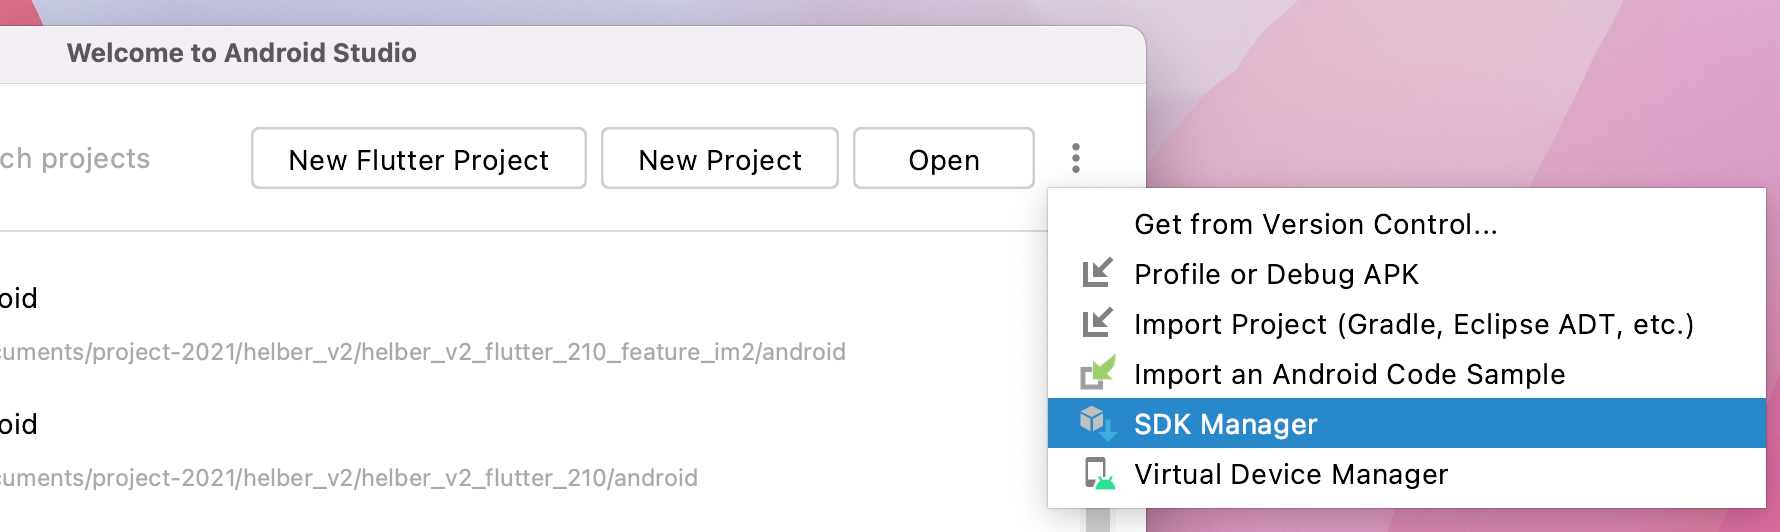 Welcome to Android Studio
ch projects
New Flutter Project
New Project
Open
Get from Version Control...
Profile or Debug APK
Import Project (Gradle, Eclipse ADT, etc.)
Import an Android Code Sample
SDK Manager
Virtual Device Manager
oid
cuments/project-2021/helber_v2/helber_v2_flutter_210_feature_im2/android
oid
cuments/project-2021/helber_v2/helber_v2_flutter_210/android